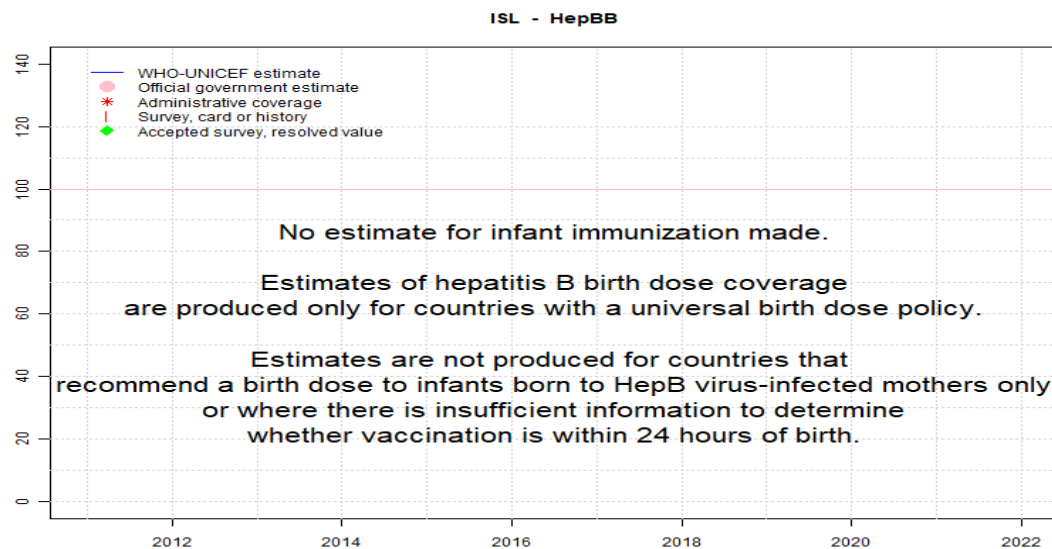 ISL - HepBB
140
120
100
80
60
40
20
0
WHO-UNICEF estimate
Official government estimate
Administrative coverage
Survey, card or history
Accepted survey, resolved value
No estimate for infant immunization made.
Estimates of hepatitis B birth dose coverage
are produced only for countries with a universal birth dose policy.
Estimates are not produced for countries that
recommend a birth dose to infants born to HepB virus-infected mothers only
or where there is insufficient information to determine
whether vaccination is within 24 hours of birth.
2012 2014 2016 2018 2020 2022